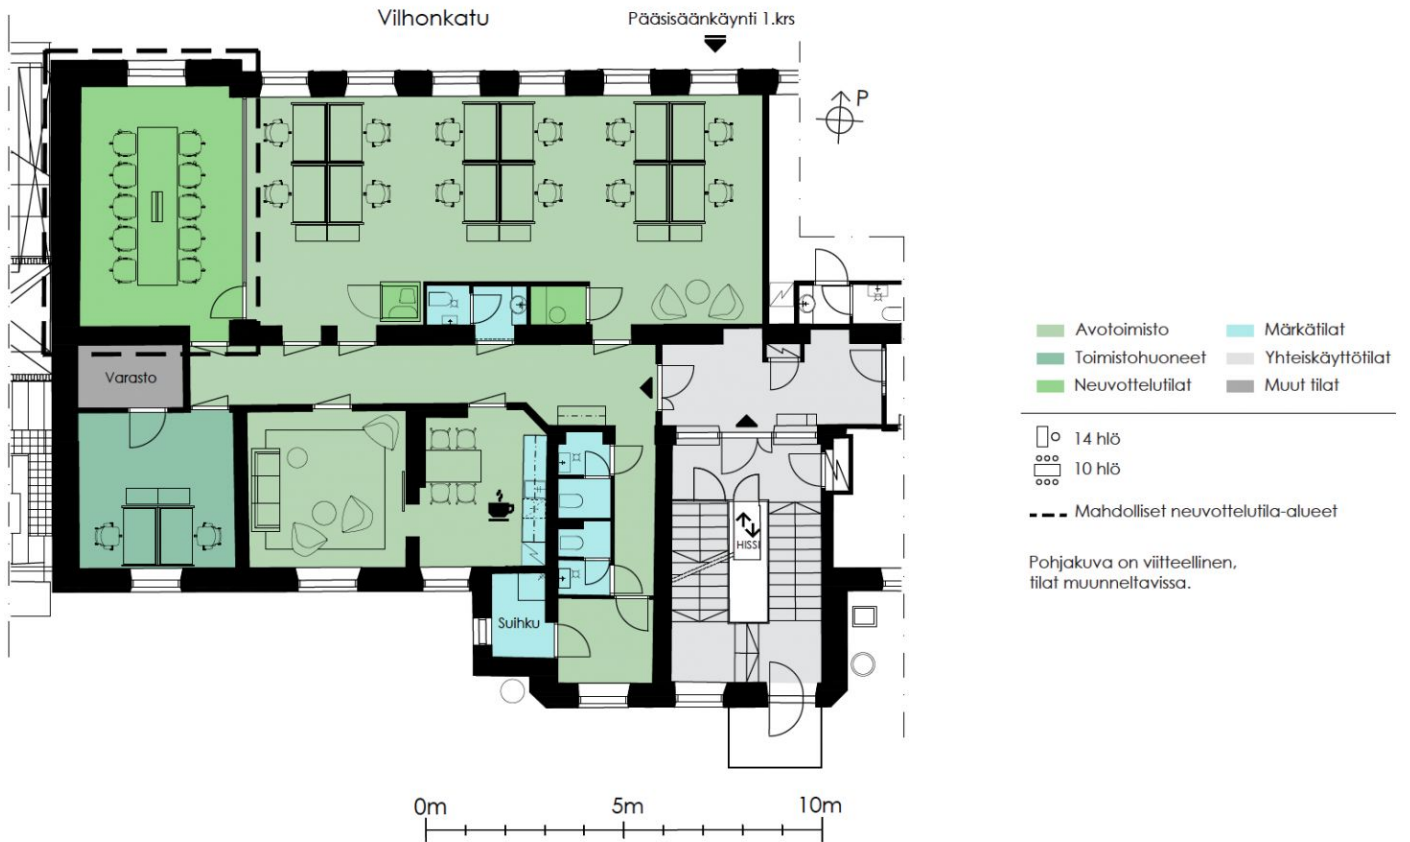 Vilhonkatu
Pääsisäänkäynti 1.krs
P
Varasto
HISSI
Suihku
0m
5m
10m
Avotoimisto
Toimistohuoneet
Neuvottelutilat
Märkätilat
Yhteiskäyttötilat
Muut tilat
14 hlö
10 hlö
Mahdolliset neuvottelutila-alueet
Pohjakuva on viitteellinen,
tilat muunneltavissa.